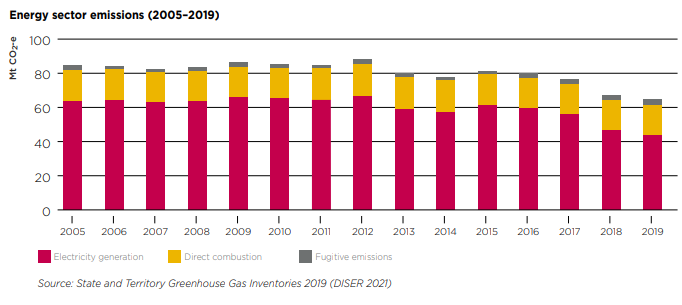 Energy sector emissions (2005–2019)
Mt CO₂-e
100
80
60
40
20
0
2005 2006 2007 2008 2009 2010 2011 2012 2013 2014 2015 2016 2017 2018 2019
Electricity generation Direct combustion Fugitive emissions
Source: State and Territory Greenhouse Gas Inventories 2019 (DISER 2021)